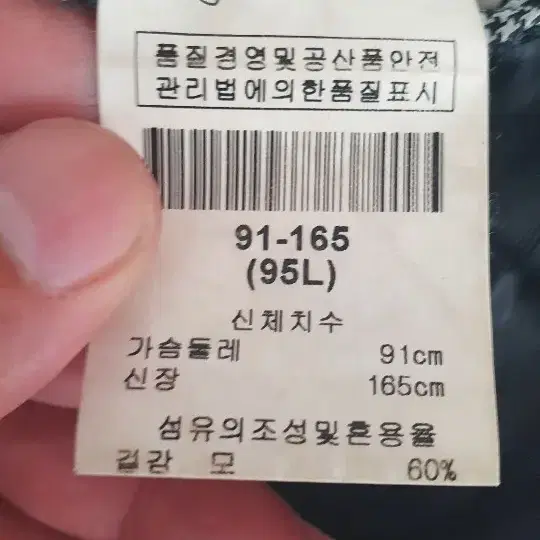 품질경영및공산품안전
관리법에의한품질표시
91-165
(95L)
신체치수
가슴둘레 91cm
신장 165cm
섬유의조성및혼용율
겉감 모 60%